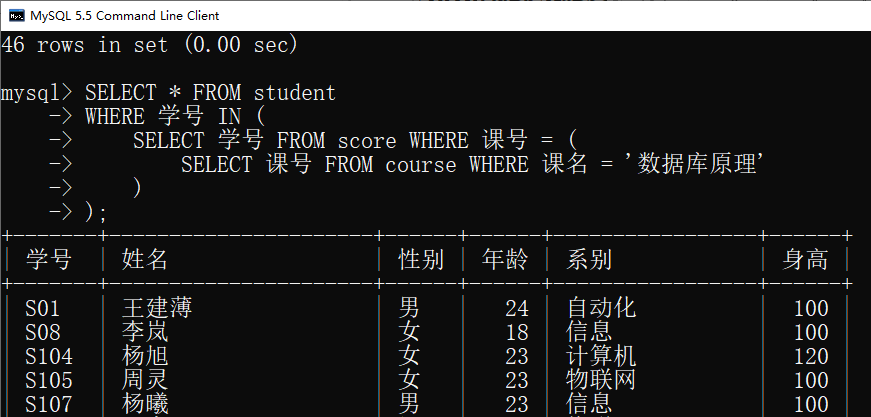 MySQL 5.5 Command Line Client
46 rows in set (0.00 sec)
mysql> SELECT * FROM student
    -> WHERE 学号 IN (
    ->     SELECT 学号 FROM score WHERE 课号 = (
    ->         SELECT 课号 FROM course WHERE 课名 = '数据库原理'
    ->     )
    -> );
| 学号 | 姓名 | 性别 | 年龄 | 系别 | 身高 |
| S01 | 王建薄 | 男 | 24 | 自动化 | 100 |
| S08 | 李岚 | 女 | 18 | 信息 | 100 |
| S104 | 杨旭 | 女 | 23 | 计算机 | 120 |
| S105 | 周灵 | 女 | 23 | 物联网 | 100 |
| S107 | 杨曦 | 男 | 23 | 信息 | 100 |